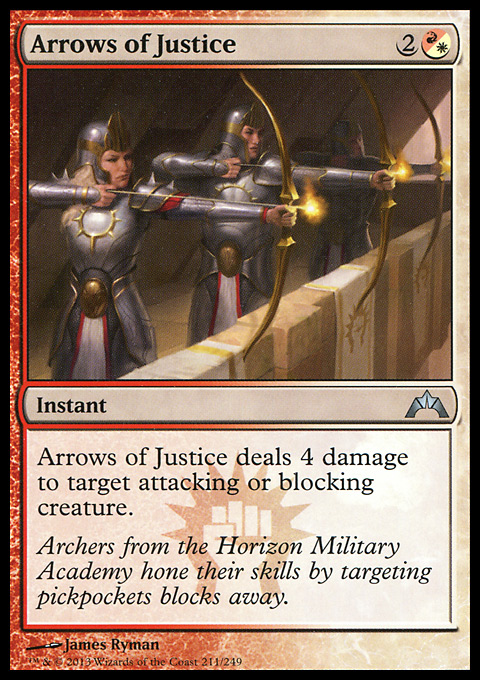 Arrows of Justice 2
Instant
Arrows of Justice deals 4 damage
to target attacking or blocking
creature.
Archers from the Horizon Military
Academy hone their skills by targeting
pickpockets blocks away.
James Ryman
™ & © 2013 Wizards of the Coast 211/249